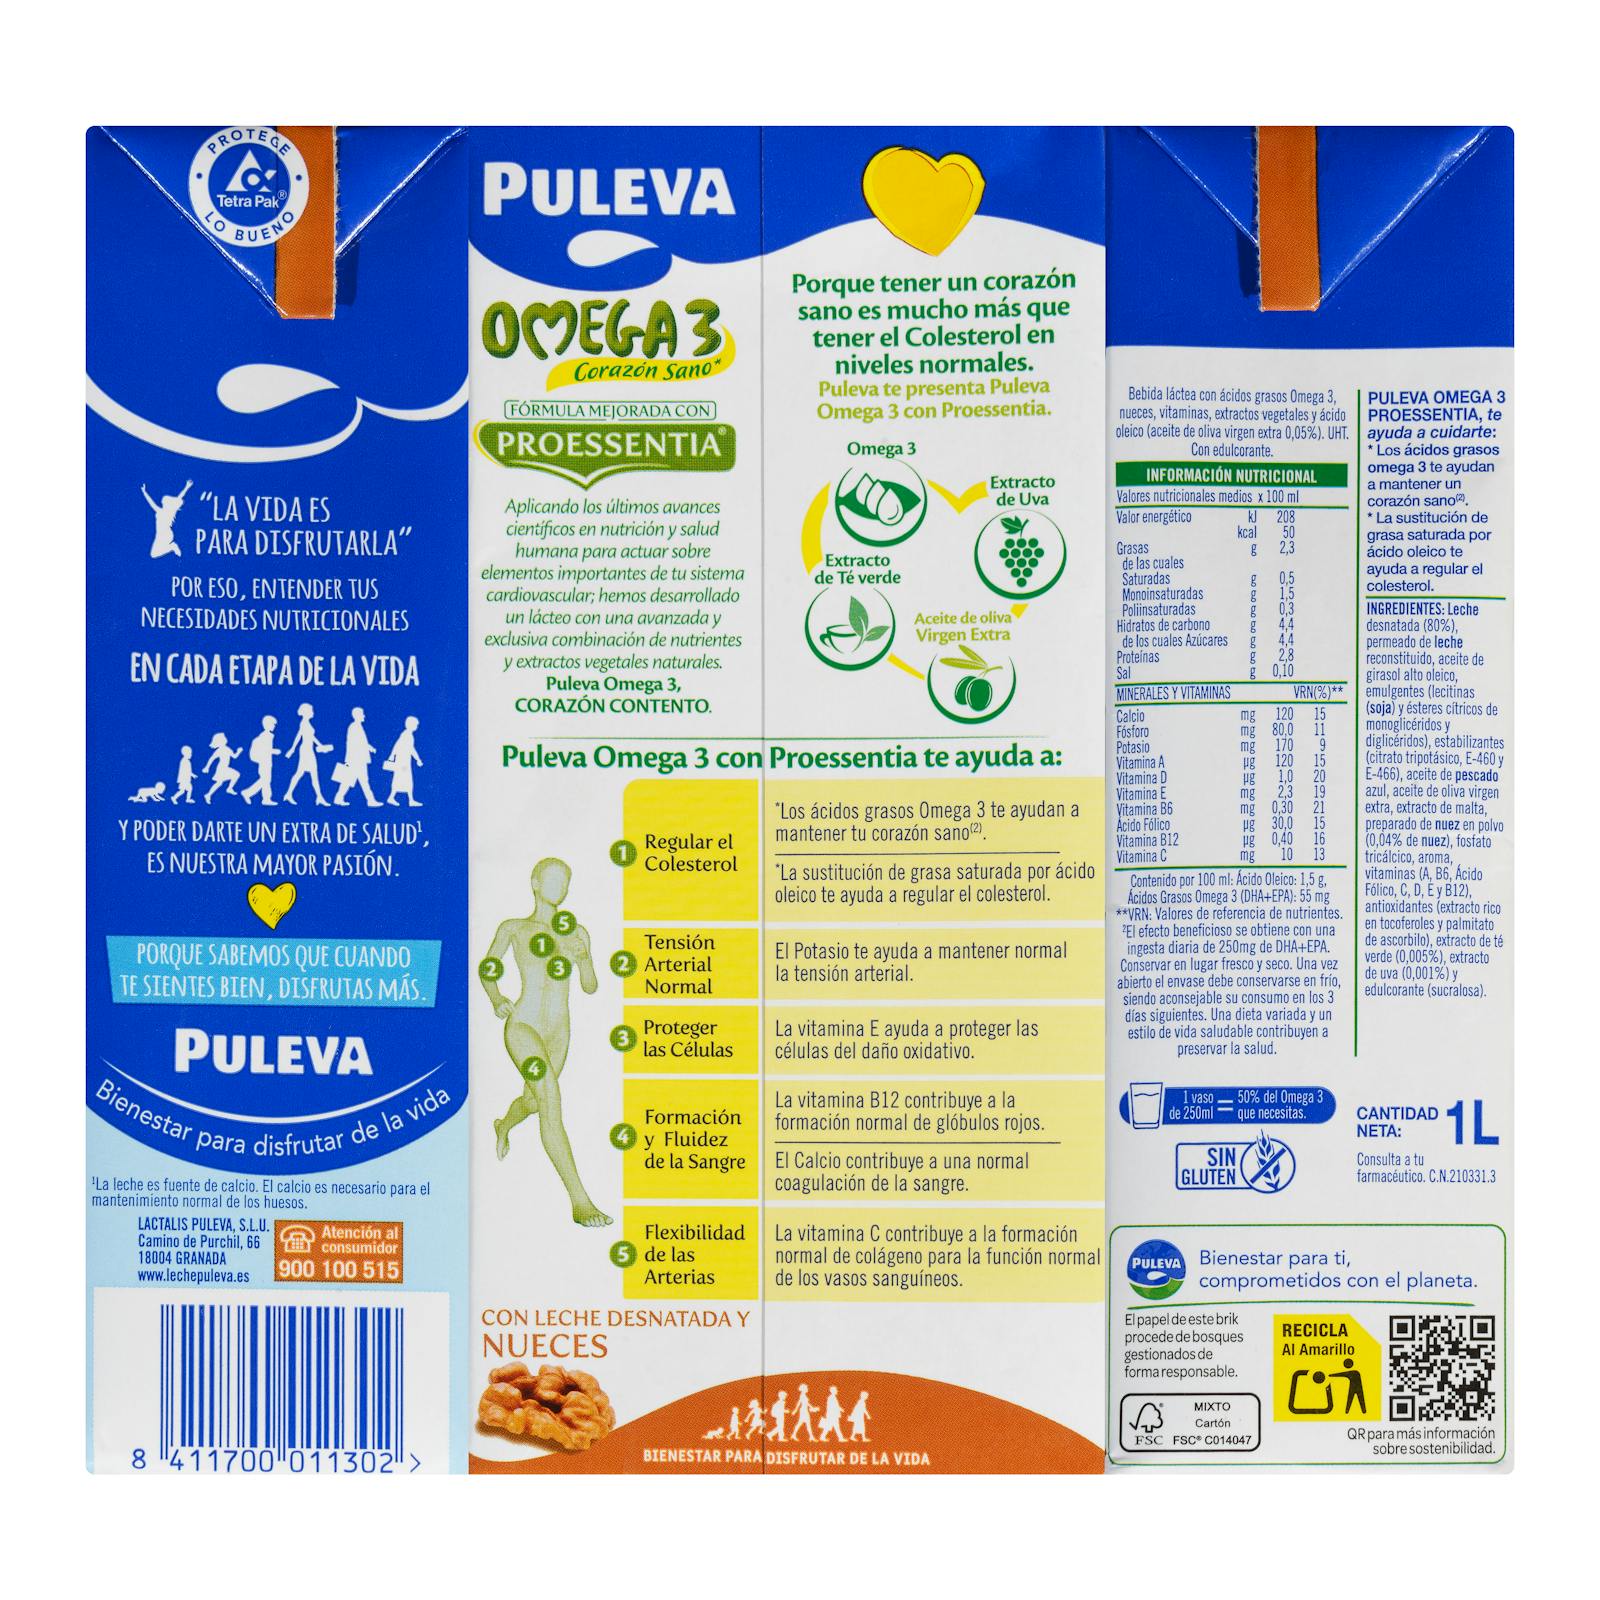 PROTEGE
Tetra Pak®
LO BUENO
“LA VIDA ES
PARA DISFRUTARLA”
POR ESO, ENTENDER TUS
NECESIDADES NUTRICIONALES
EN CADA ETAPA DE LA VIDA
Y PODER DARTE UN EXTRA DE SALUD¹,
ES NUESTRA MAYOR PASIÓN.
PORQUE SABEMOS QUE CUANDO
TE SIENTES BIEN, DISFRUTAS MÁS.
PULEVA
Bienestar para disfrutar de la vida
¹La leche es fuente de calcio. El calcio es necesario para el
mantenimiento normal de los huesos.
LACTALIS PULEVA, S.L.U.
Camino de Purchil, 66
18004 GRANADA
www.lechepuleva.es
Atención al
consumidor
900 100 515
8 411700 011302 >
PULEVA
OMEGA 3
Corazón Sano*
FÓRMULA MEJORADA CON
PROESSENTIA®
Aplicando los últimos avances
científicos en nutrición y salud
humana para actuar sobre
elementos importantes de tu sistema
cardiovascular; hemos desarrollado
un lácteo con una avanzada y
exclusiva combinación de nutrientes
y extractos vegetales naturales.
Puleva Omega 3,
CORAZÓN CONTENTO.
Porque tener un corazón
sano es mucho más que
tener el Colesterol en
niveles normales.
Puleva te presenta Puleva
Omega 3 con Proessentia.
Omega 3
Extracto
de Uva
Extracto
de Té verde
Aceite de oliva
Virgen Extra
Puleva Omega 3 con Proessentia te ayuda a:
5
1
2
3
4
1 Regular el
Colesterol
*Los ácidos grasos Omega 3 te ayudan a
mantener tu corazón sano⁽²⁾.
*La sustitución de grasa saturada por ácido
oleico te ayuda a regular el colesterol.
2 Tensión
Arterial
Normal
El Potasio te ayuda a mantener normal
la tensión arterial.
3 Proteger
las Células
La vitamina E ayuda a proteger las
células del daño oxidativo.
4 Formación
y Fluidez
de la Sangre
La vitamina B12 contribuye a la
formación normal de glóbulos rojos.
El Calcio contribuye a una normal
coagulación de la sangre.
5 Flexibilidad
de las
Arterias
La vitamina C contribuye a la formación
normal de colágeno para la función normal
de los vasos sanguíneos.
CON LECHE DESNATADA Y
NUECES
BIENESTAR PARA DISFRUTAR DE LA VIDA
Bebida láctea con ácidos grasos Omega 3,
nueces, vitaminas, extractos vegetales y ácido
oleico (aceite de oliva virgen extra 0,05%). UHT.
Con edulcorante.
INFORMACIÓN NUTRICIONAL
Valores nutricionales medios x 100 ml
Valor energético kJ 208
kcal 50
Grasas g 2,3
de las cuales
Saturadas g 0,5
Monoinsaturadas g 1,5
Poliinsaturadas g 0,3
Hidratos de carbono g 4,4
de los cuales Azúcares g 4,4
Proteínas g 2,8
Sal g 0,10
MINERALES Y VITAMINAS VRN(%)**
Calcio mg 120 15
Fósforo mg 80,0 11
Potasio mg 170 9
Vitamina A µg 120 15
Vitamina D µg 1,0 20
Vitamina E mg 2,3 19
Vitamina B6 mg 0,30 21
Ácido Fólico µg 30,0 15
Vitamina B12 µg 0,40 16
Vitamina C mg 10 13
Contenido por 100 ml: Ácido Oleico: 1,5 g,
Ácidos Grasos Omega 3 (DHA+EPA): 55 mg
**VRN: Valores de referencia de nutrientes.
²El efecto beneficioso se obtiene con una
ingesta diaria de 250mg de DHA+EPA.
Conservar en lugar fresco y seco. Una vez
abierto el envase debe conservarse en frío,
siendo aconsejable su consumo en los 3
días siguientes. Una dieta variada y un
estilo de vida saludable contribuyen a
preservar la salud.
PULEVA OMEGA 3
PROESSENTIA, te
ayuda a cuidarte:
* Los ácidos grasos
omega 3 te ayudan
a mantener un
corazón sano⁽²⁾.
* La sustitución de
grasa saturada por
ácido oleico te
ayuda a regular el
colesterol.
INGREDIENTES: Leche
desnatada (80%),
permeado de leche
reconstituido, aceite de
girasol alto oleico,
emulgentes (lecitinas
(soja) y ésteres cítricos de
monoglicéridos y
diglicéridos), estabilizantes
(citrato tripotásico, E-460 y
E-466), aceite de pescado
azul, aceite de oliva virgen
extra, extracto de malta,
preparado de nuez en polvo
(0,04% de nuez), fosfato
tricálcico, aroma,
vitaminas (A, B6, Ácido
Fólico, C, D, E y B12),
antioxidantes (extracto rico
en tocoferoles y palmitato
de ascorbilo), extracto de té
verde (0,005%), extracto
de uva (0,001%) y
edulcorante (sucralosa).
1 vaso
de 250ml = 50% del Omega 3
que necesitas.
SIN
GLUTEN
CANTIDAD
NETA: 1L
Consulta a tu
farmacéutico. C.N.210331.3
PULEVA
Bienestar para ti,
comprometidos con el planeta.
El papel de este brik
procede de bosques
gestionados de
forma responsable.
FSC
MIXTO
Cartón
FSC® C014047
RECICLA
Al Amarillo
QR para más información
sobre sostenibilidad.